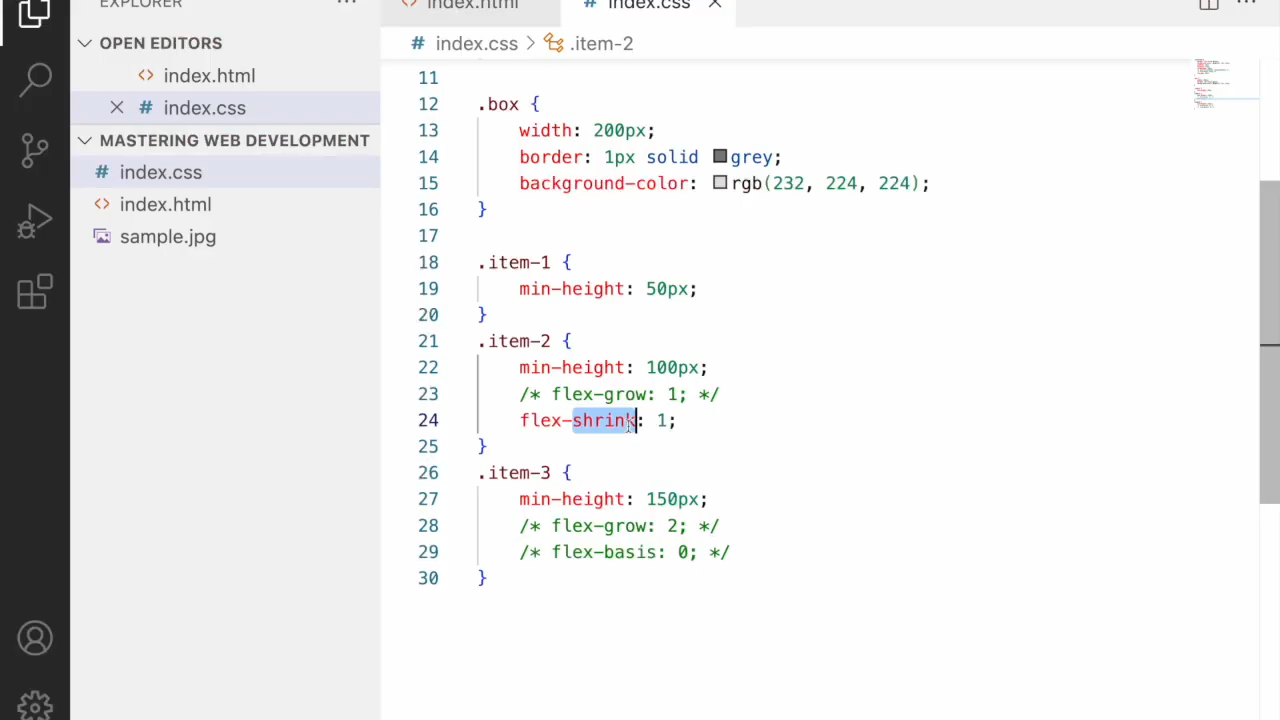 EXPLORER ...
index.html
# index.css ×
...
OPEN EDITORS
<> index.html
× # index.css
MASTERING WEB DEVELOPMENT
# index.css
<> index.html
sample.jpg
# index.css > .item-2
11
12 .box {
13 width: 200px;
14 border: 1px solid grey;
15 background-color: rgb(232, 224, 224);
16 }
17
18 .item-1 {
19 min-height: 50px;
20 }
21 .item-2 {
22 min-height: 100px;
23 /* flex-grow: 1; */
24 flex-shrink: 1;
25 }
26 .item-3 {
27 min-height: 150px;
28 /* flex-grow: 2; */
29 /* flex-basis: 0; */
30 }